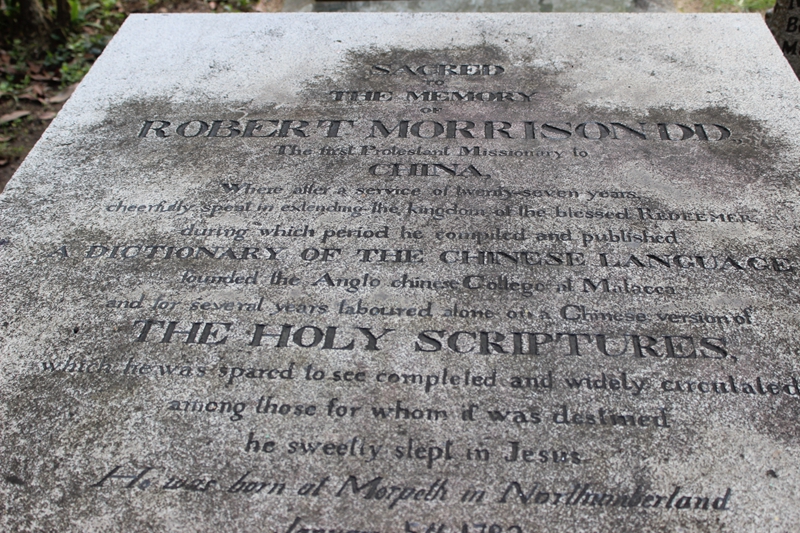 SACRED
TO
THE MEMORY
OF
ROBERT MORRISON DD.,
The first Protestant Missionary to
CHINA,
Where after a service of twenty-seven years,
cheerfully spent in extending the kingdom of the blessed REDEEMER
during which period he compiled and published
A DICTIONARY OF THE CHINESE LANGUAGE,
founded the Anglo chinese College at Malacca
and for several years laboured alone on a Chinese version of
THE HOLY SCRIPTURES,
which he was spared to see completed and widely circulated
among those for whom it was destined
he sweetly slept in Jesus.
He was born at Morpeth in Northumberland
January 5th 1782